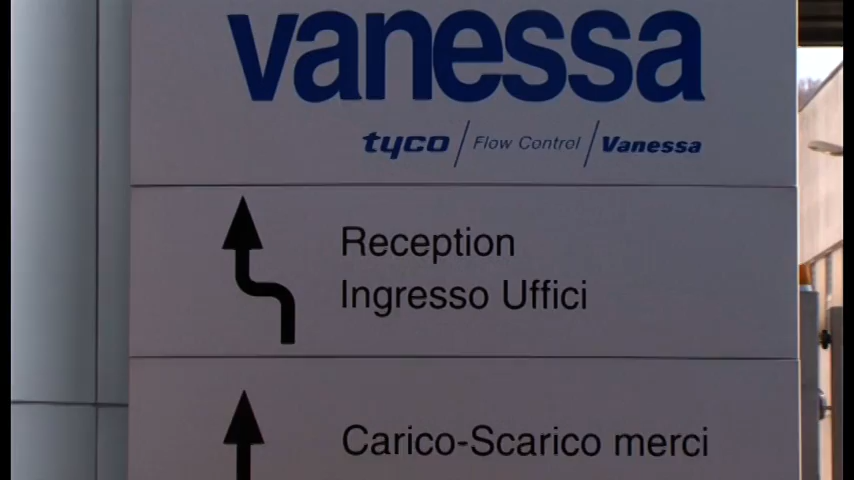 vanessa
tyco / Flow Control / Vanessa
Reception
Ingresso Uffici
Carico-Scarico merci